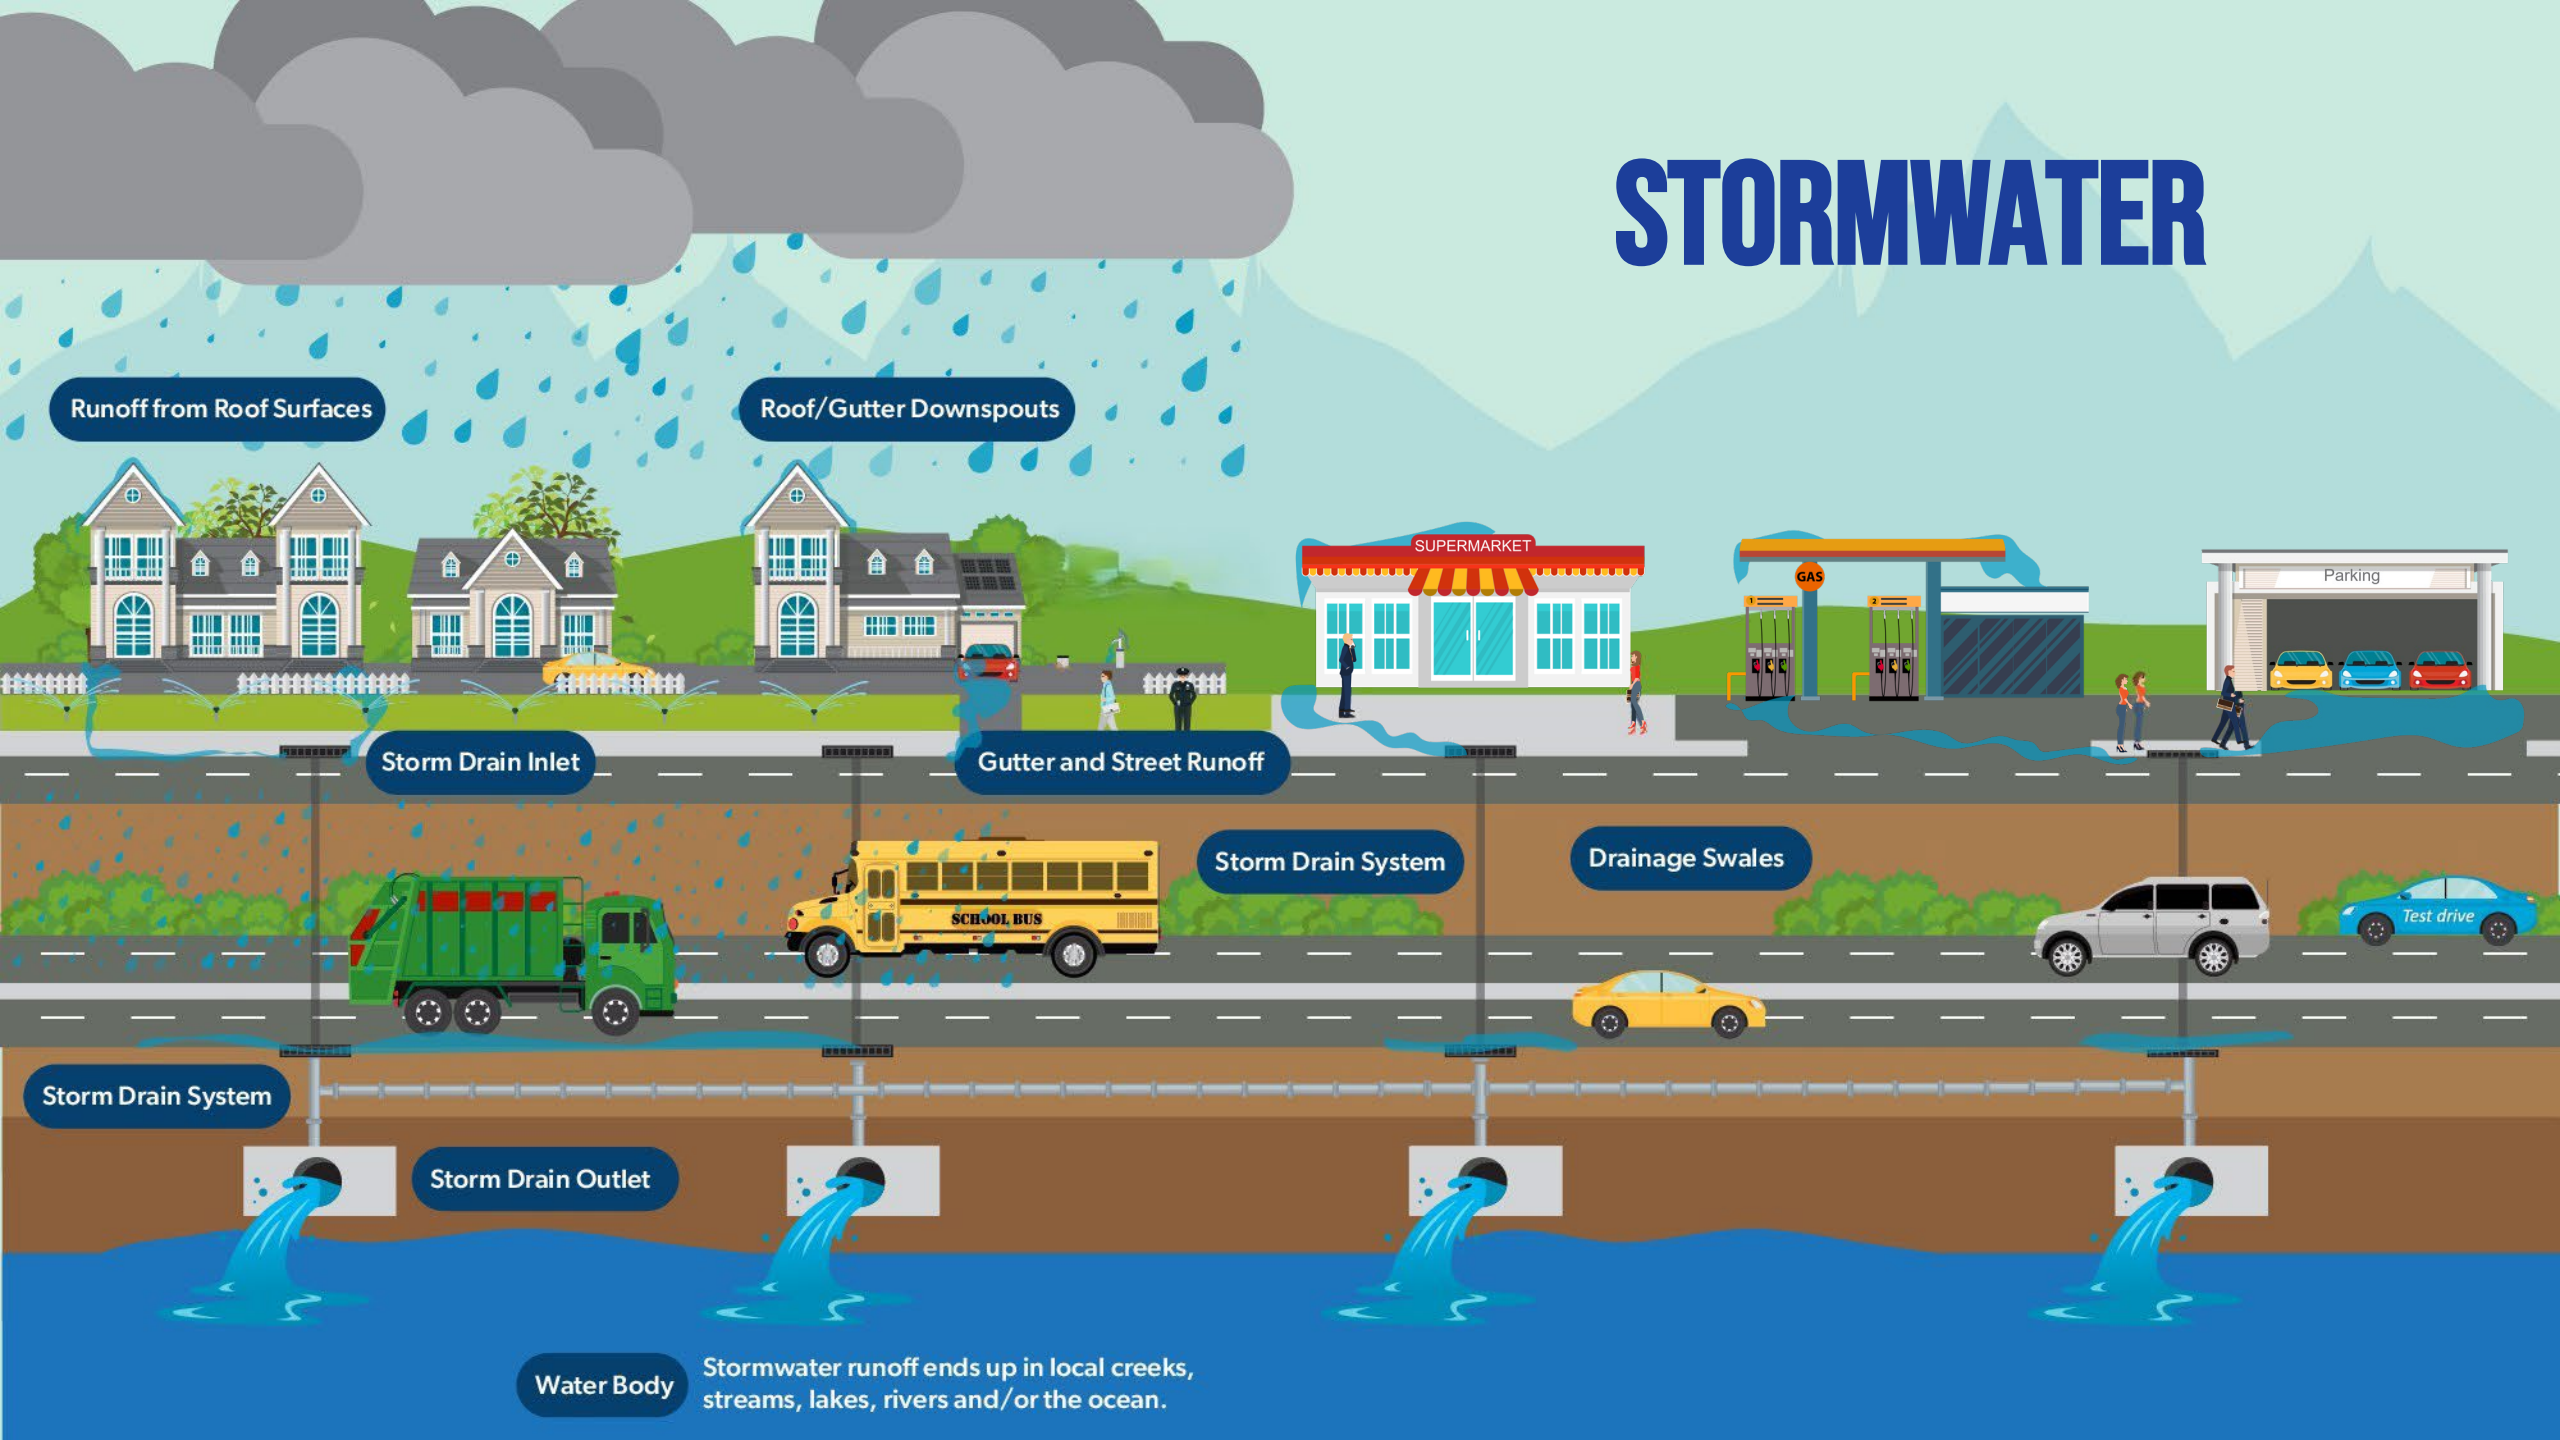 STORMWATER
Runoff from Roof Surfaces
Roof/Gutter Downspouts
SUPERMARKET
GAS
1
2
Parking
Storm Drain Inlet
Gutter and Street Runoff
Storm Drain System
Drainage Swales
SCHOOL BUS
Test drive
Storm Drain System
Storm Drain Outlet
Water Body
Stormwater runoff ends up in local creeks,
streams, lakes, rivers and/or the ocean.